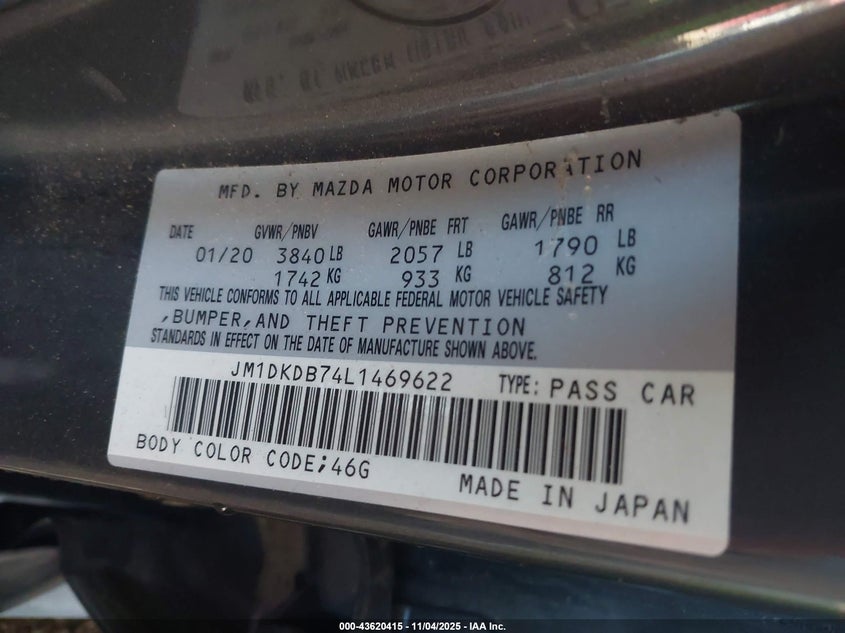 MFD. BY MAZDA MOTOR CORPORATION
DATE GVWR/PNBV GAWR/PNBE FRT GAWR/PNBE RR
01/20 3840 LB 2057 LB 1790 LB
1742 KG 933 KG 812 KG
THIS VEHICLE CONFORMS TO ALL APPLICABLE FEDERAL MOTOR VEHICLE SAFETY
,BUMPER,AND THEFT PREVENTION
STANDARDS IN EFFECT ON THE DATE OF MANUFACTURE SHOWN ABOVE.
JM1DKDB74L1469622 TYPE: PASS CAR
BODY COLOR CODE;46G
MADE IN JAPAN
000-43620415 - 11/04/2025 - IAA Inc.